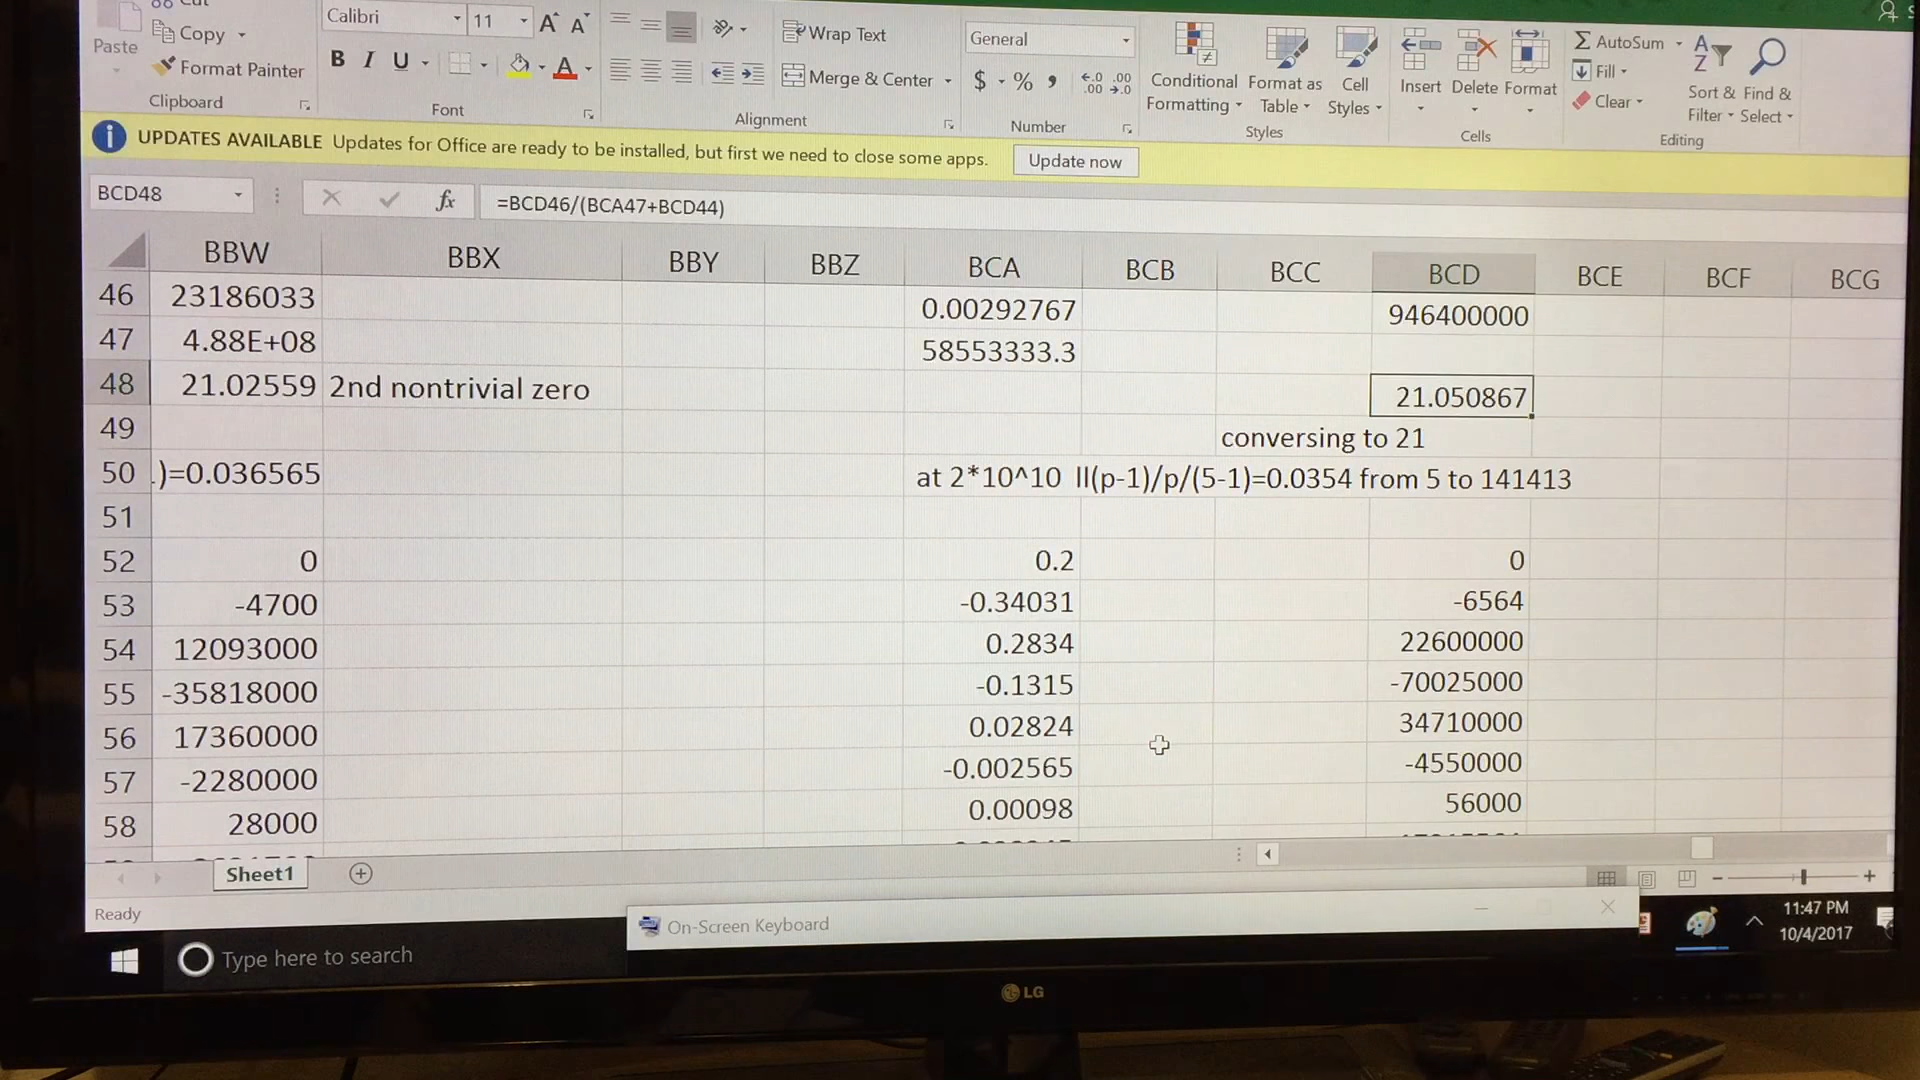 Cut
Paste
Copy
Format Painter
Clipboard
Calibri 11 A A
B I U A
Font
Wrap Text
Merge & Center
Alignment
General
$ % , ←.0 .00 .00 →.0
Number
Conditional Formatting
Format as Table
Cell Styles
Styles
Insert Delete Format
Cells
AutoSum
Fill
Clear
Sort & Filter
Find & Select
Editing
UPDATES AVAILABLE Updates for Office are ready to be installed, but first we need to close some apps. Update now
BCD48 fx =BCD46/(BCA47+BCD44)
BBW BBX BBY BBZ BCA BCB BCC BCD BCE BCF BCG
46 23186033 0.00292767 946400000
47 4.88E+08 58553333.3
48 21.02559 2nd nontrivial zero 21.050867
49 conversing to 21
50 .)=0.036565 at 2*10^10 ll(p-1)/p/(5-1)=0.0354 from 5 to 141413
51
52 0 0.2 0
53 -4700 -0.34031 -6564
54 12093000 0.2834 22600000
55 -35818000 -0.1315 -70025000
56 17360000 0.02824 34710000
57 -2280000 -0.002565 -4550000
58 28000 0.00098 56000
Sheet1
Ready
On-Screen Keyboard
11:47 PM
10/4/2017
Type here to search
LG